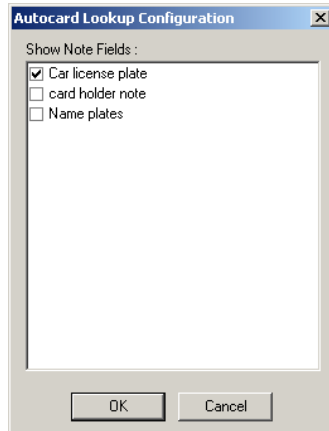 Autocard Lookup Configuration
Show Note Fields :
Car license plate
card holder note
Name plates
OK
Cancel